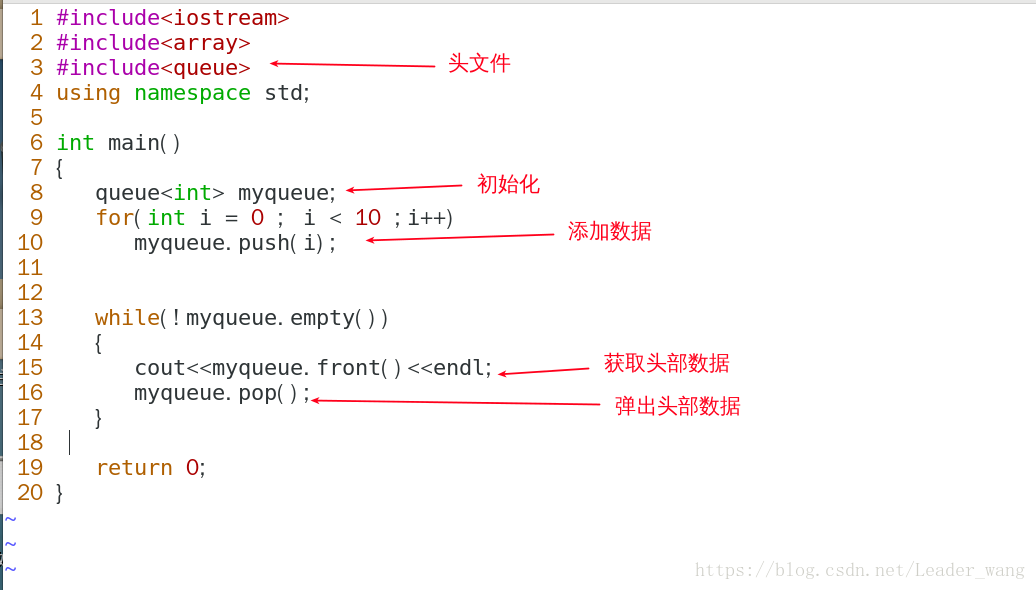 1 #include<iostream>
2 #include<array>
3 #include<queue> 头文件
4 using namespace std;
5
6 int main()
7 {
8 queue<int> myqueue; 初始化
9 for(int i = 0 ; i < 10 ;i++)
10 myqueue.push(i); 添加数据
11
12
13 while(!myqueue.empty())
14 {
15 cout<<myqueue.front()<<endl; 获取头部数据
16 myqueue.pop(); 弹出头部数据
17 }
18
19 return 0;
20 }
~
~
~
https://blog.csdn.net/Leader_wang